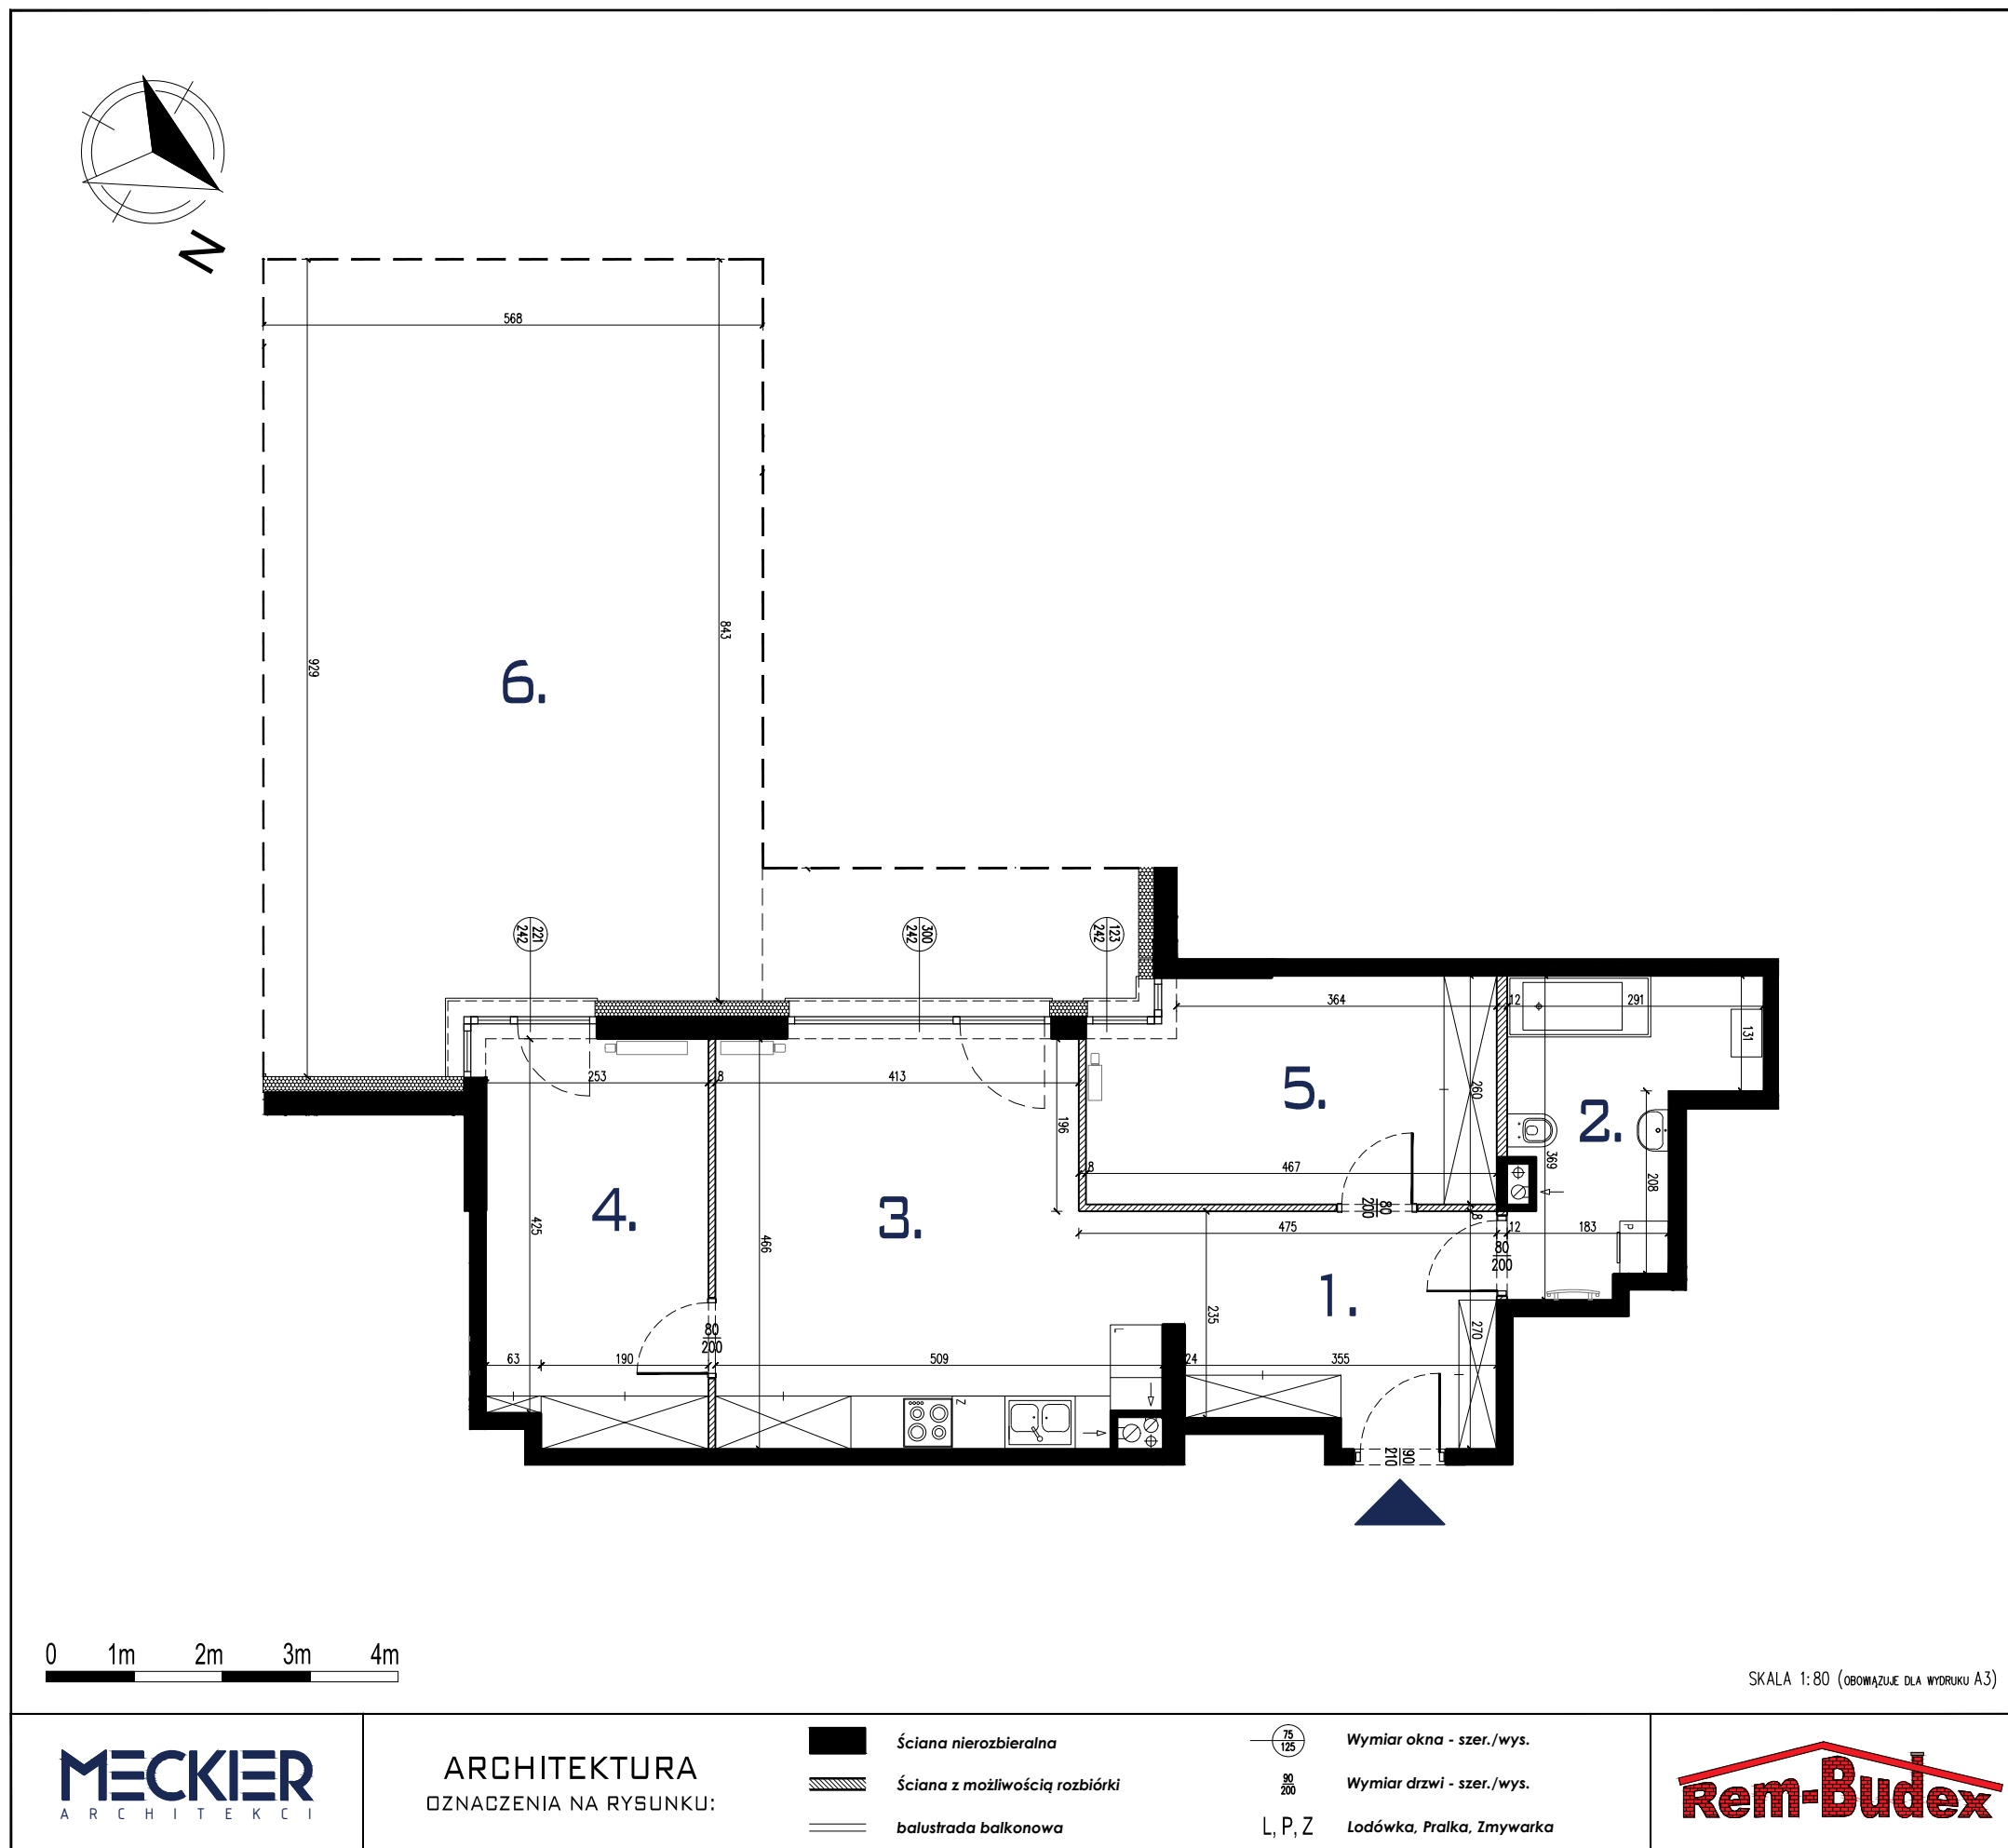 N
568
929
843
6.
221
242
300
242
123
242
364
12
291
131
253
8
413
196
260
5.
2.
369
208
8
467
80
200
475
8
12
183
P
80
200
4.
425
3.
466
1.
235
270
80
200
63
190
509
24
355
L
Z
90
210
0 1m 2m 3m 4m
SKALA 1:80 (OBOWIĄZUJE DLA WYDRUKU A3)
MECKIER
ARCHITEKCI
ARCHITEKTURA
OZNACZENIA NA RYSUNKU:
Ściana nierozbieralna
Ściana z możliwością rozbiórki
balustrada balkonowa
75
125
Wymiar okna - szer./wys.
90
200
Wymiar drzwi - szer./wys.
L, P, Z
Lodówka, Pralka, Zmywarka
Rem-Budex